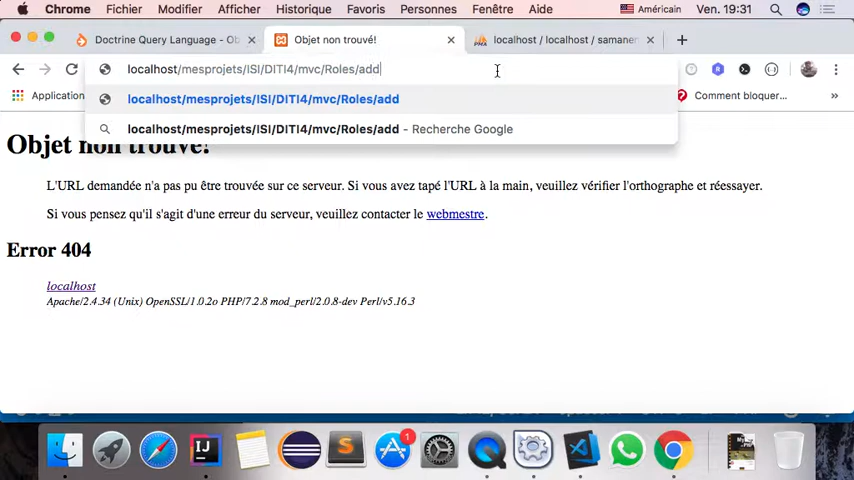 Chrome Fichier Modifier Afficher Historique Favoris Personnes Fenêtre Aide Américain Ven. 19:31
Doctrine Query Language - Ob Objet non trouvé! localhost / localhost / samaner
localhost/mesprojets/ISI/DITI4/mvc/Roles/add
Application Comment bloquer...
localhost/mesprojets/ISI/DITI4/mvc/Roles/add
localhost/mesprojets/ISI/DITI4/mvc/Roles/add - Recherche Google
Objet non trouvé!
L'URL demandée n'a pas pu être trouvée sur ce serveur. Si vous avez tapé l'URL à la main, veuillez vérifier l'orthographe et réessayer.
Si vous pensez qu'il s'agit d'une erreur du serveur, veuillez contacter le webmestre.
Error 404
localhost
Apache/2.4.34 (Unix) OpenSSL/1.0.2o PHP/7.2.8 mod_perl/2.0.8-dev Perl/v5.16.3
1